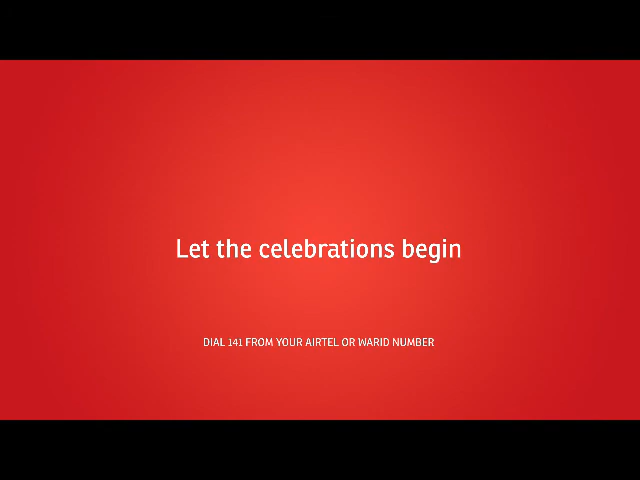 Let the celebrations begin
DIAL 141 FROM YOUR AIRTEL OR WARID NUMBER